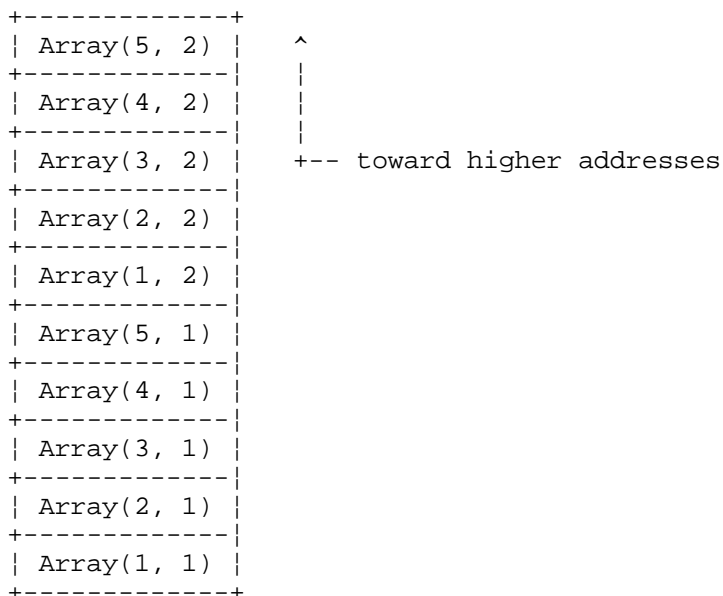 +-------------+
¦ Array(5, 2) ¦ ^
+-------------¦ ¦
¦ Array(4, 2) ¦ ¦
+-------------¦ ¦
¦ Array(3, 2) ¦ +-- toward higher addresses
+-------------¦
¦ Array(2, 2) ¦
+-------------¦
¦ Array(1, 2) ¦
+-------------¦
¦ Array(5, 1) ¦
+-------------¦
¦ Array(4, 1) ¦
+-------------¦
¦ Array(3, 1) ¦
+-------------¦
¦ Array(2, 1) ¦
+-------------¦
¦ Array(1, 1) ¦
+-------------+